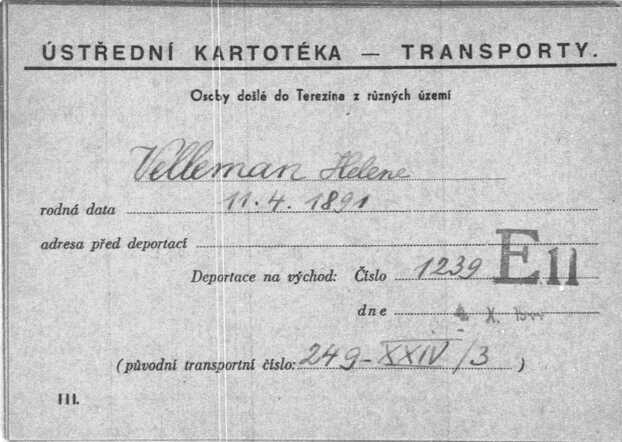 ÚSTŘEDNÍ KARTOTÉKA — TRANSPORTY.
Osoby došlé do Terezína z různých území
Velleman Helene
rodná data 11.4. 1891
adresa před deportací
Deportace na východ: Číslo 1239 Ell
dne X.
(původní transportní číslo: 249-XXIV/3)
III.